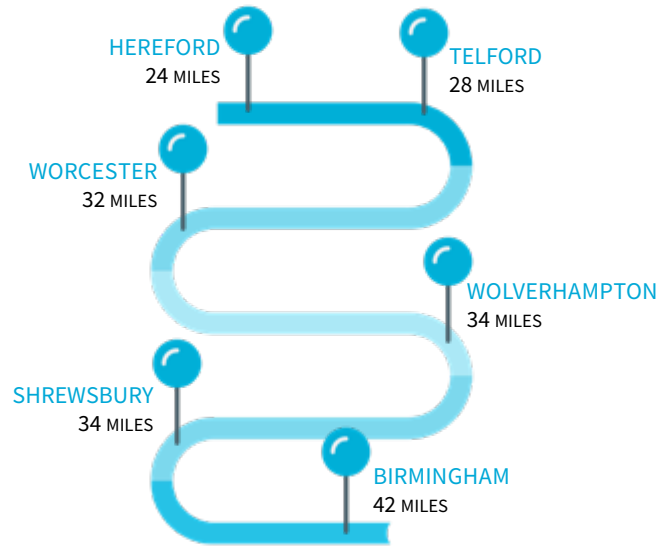 HEREFORD
24 MILES
TELFORD
28 MILES
WORCESTER
32 MILES
WOLVERHAMPTON
34 MILES
SHREWSBURY
34 MILES
BIRMINGHAM
42 MILES